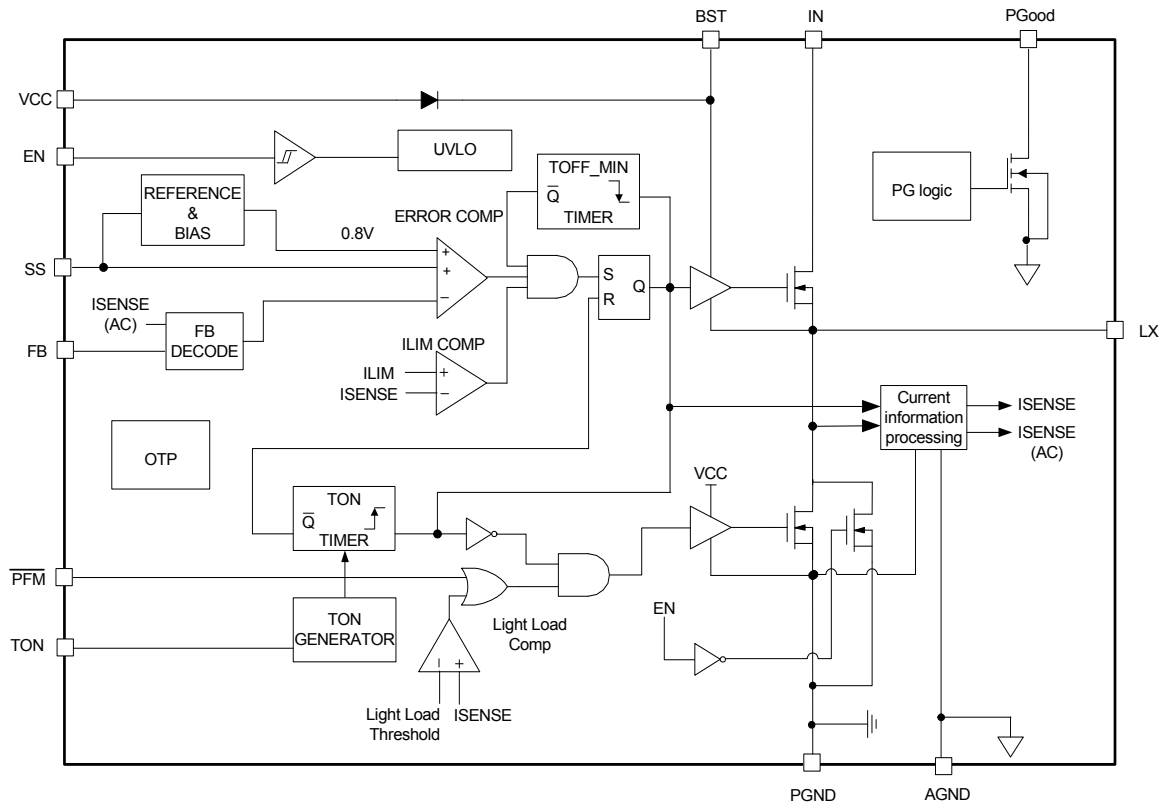 BST
IN
PGood
VCC
EN
UVLO
TOFF_MIN
Q
TIMER
REFERENCE
&
BIAS
ERROR COMP
PG logic
0.8V
+
+
−
SS
S
R
Q
ISENSE
(AC)
FB
DECODE
FB
LX
ILIM COMP
ILIM
+
ISENSE
−
Current
information
processing
ISENSE
ISENSE
(AC)
OTP
VCC
TON
Q
TIMER
PFM
TON
GENERATOR
Light Load
Comp
EN
TON
−
+
Light Load
Threshold
ISENSE
PGND
AGND